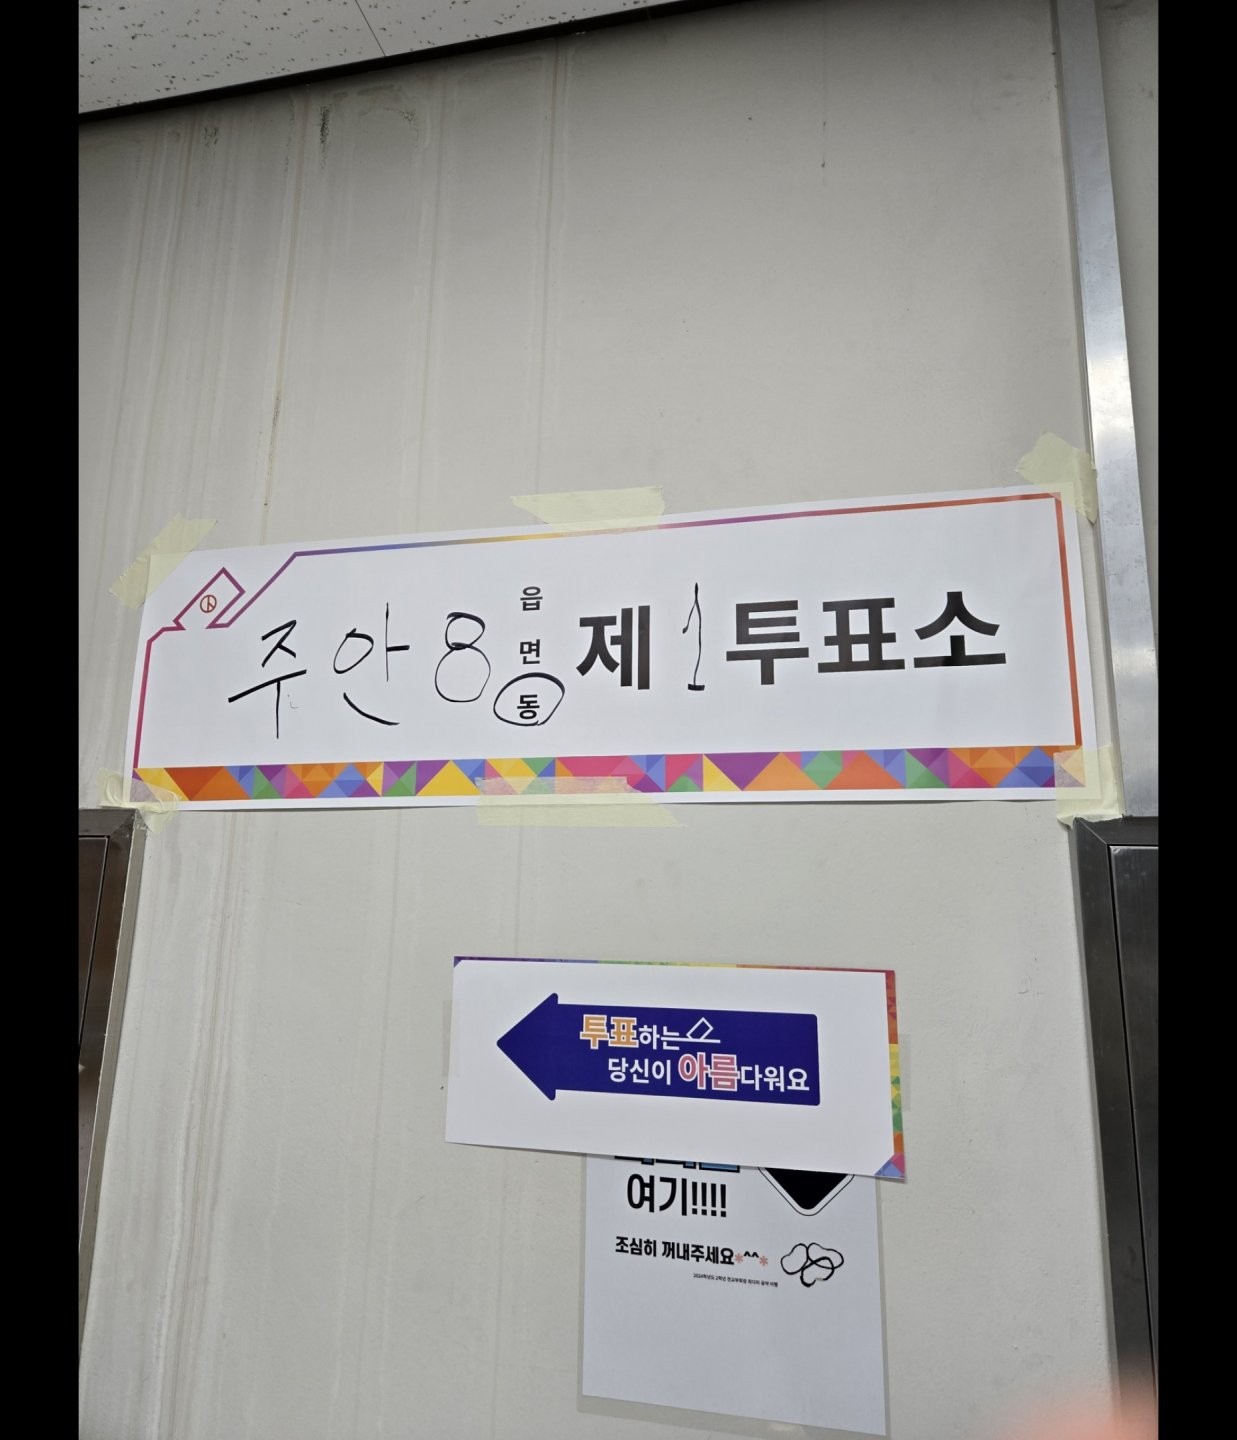 주안8 읍 면 동 제 1 투표소
투표하는
당신이 아름다워요
여기!!!!
조심히 꺼내주세요*^^*